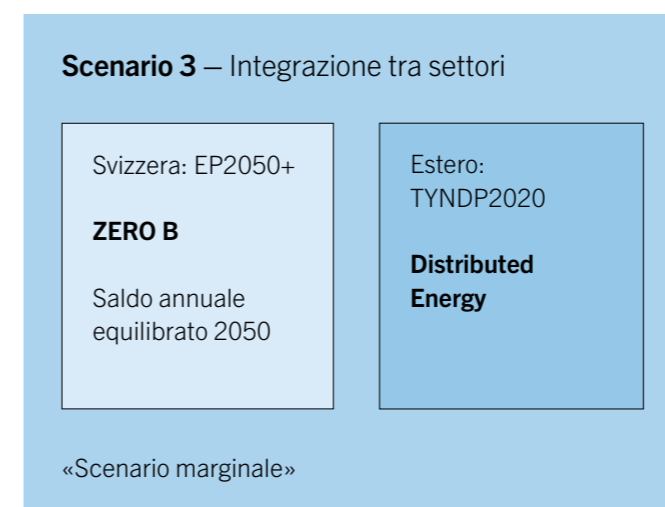 Scenario 3 – Integrazione tra settori
Svizzera: EP2050+
ZERO B
Saldo annuale
equilibrato 2050
Estero:
TYNDP2020
Distributed
Energy
«Scenario marginale»